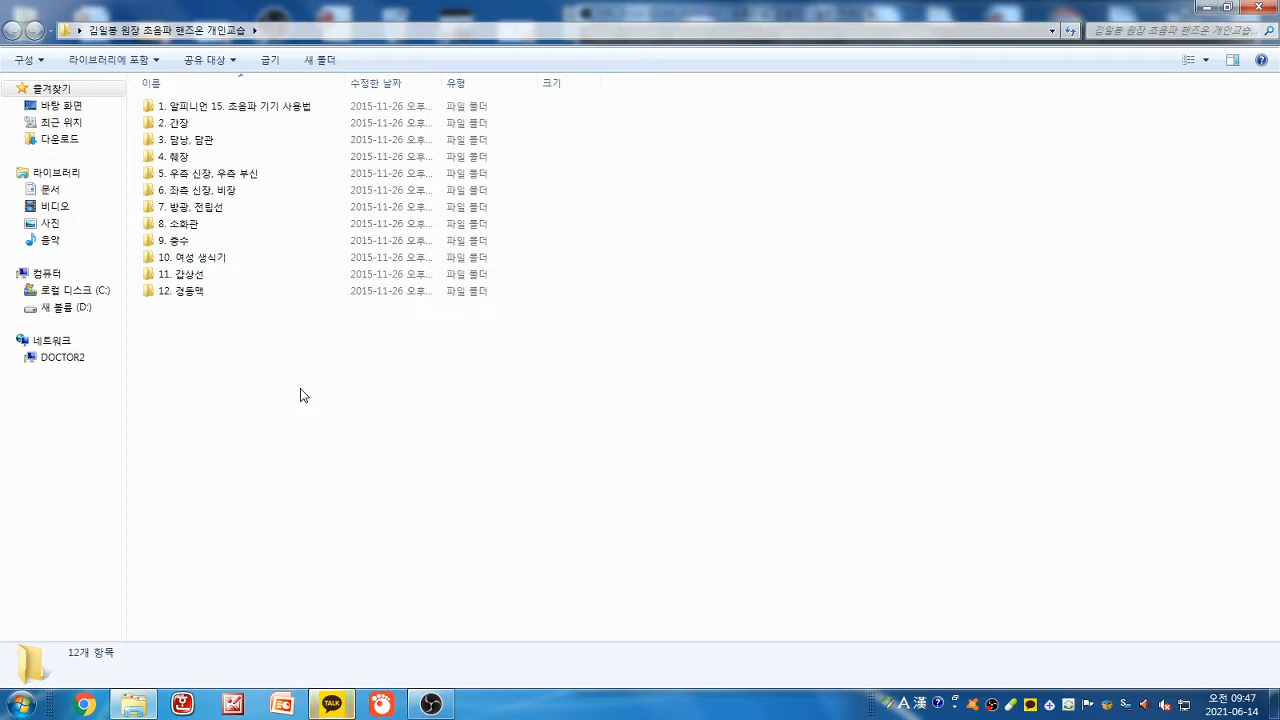 김일봉 원장 초음파 핸즈온 개인교습
김일봉 원장 초음파 핸즈온 개인교습...
구성 라이브러리에 포함 공유 대상 굽기 새 폴더
이름 수정한 날짜 유형 크기
1. 알피니언 15. 초음파 기기 사용법 2015-11-26 오후... 파일 폴더
2. 간장 2015-11-26 오후... 파일 폴더
3. 담낭, 담관 2015-11-26 오후... 파일 폴더
4. 췌장 2015-11-26 오후... 파일 폴더
5. 우측 신장, 우측 부신 2015-11-26 오후... 파일 폴더
6. 좌측 신장, 비장 2015-11-26 오후... 파일 폴더
7. 방광, 전립선 2015-11-26 오후... 파일 폴더
8. 소화관 2015-11-26 오후... 파일 폴더
9. 충수 2015-11-26 오후... 파일 폴더
10. 여성 생식기 2015-11-26 오후... 파일 폴더
11. 갑상선 2015-11-26 오후... 파일 폴더
12. 경동맥 2015-11-26 오후... 파일 폴더
즐겨찾기
바탕 화면
최근 위치
다운로드
라이브러리
문서
비디오
사진
음악
컴퓨터
로컬 디스크 (C:)
새 볼륨 (D:)
네트워크
DOCTOR2
12개 항목
TALK
A 漢
오전 09:47
2021-06-14